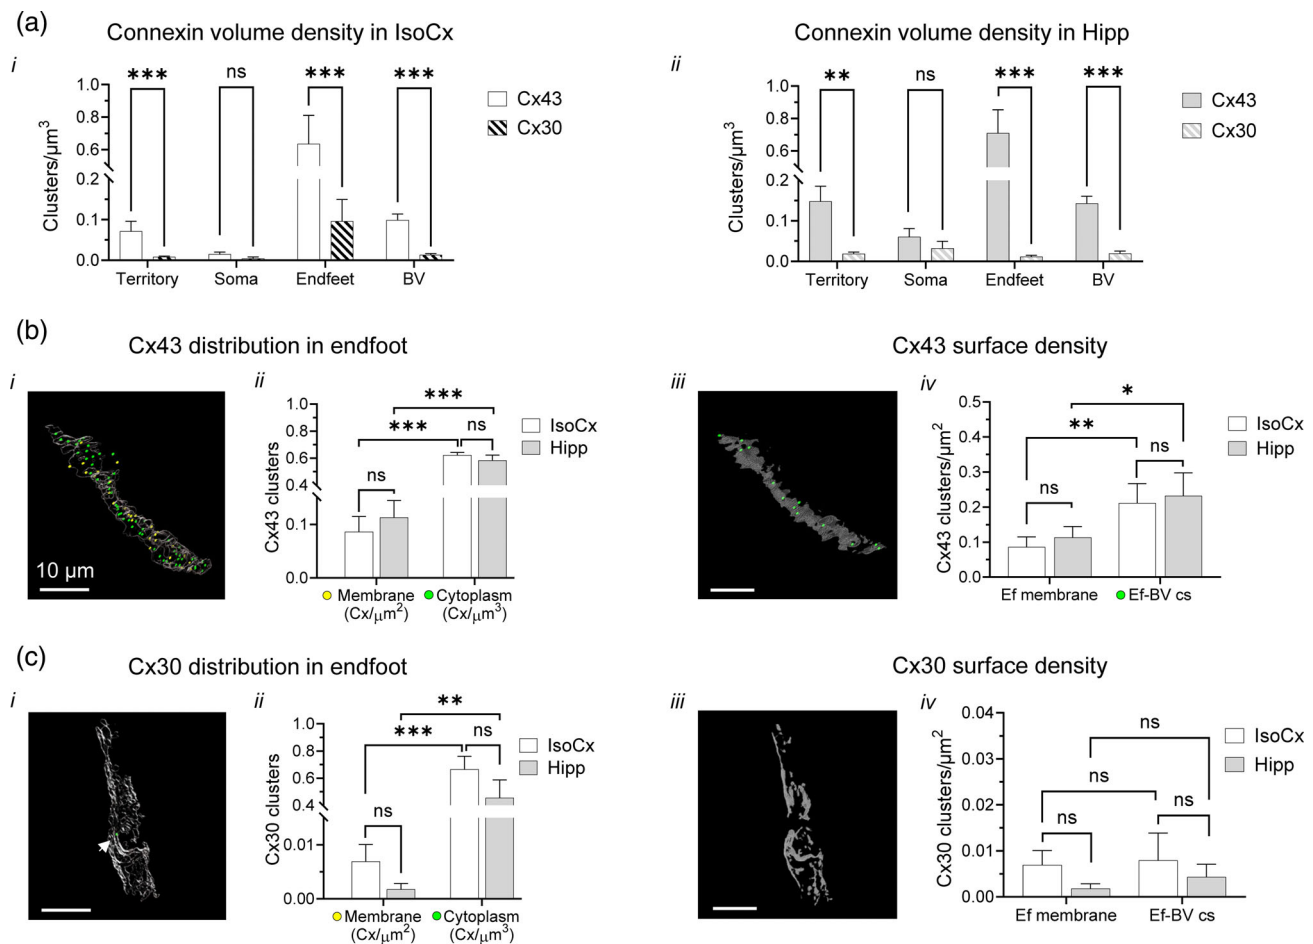 (a)
Connexin volume density in IsoCx
i
Clusters/µm³
1.0
0.8
0.6
0.4
0.2
0.1
0.0
***
ns
***
***
Cx43
Cx30
Territory Soma Endfeet BV
Connexin volume density in Hipp
ii
Clusters/µm³
1.0
0.8
0.6
0.2
0.1
0.0
**
ns
***
***
Cx43
Cx30
Territory Soma Endfeet BV
(b)
Cx43 distribution in endfoot
i
10 µm
ii
Cx43 clusters
1.0
0.8
0.6
0.4
0.1
0.0
***
***
ns
ns
IsoCx
Hipp
Membrane Cytoplasm
(Cx/µm²) (Cx/µm³)
Cx43 surface density
iii
iv
Cx43 clusters/µm²
0.5
0.4
0.3
0.2
0.1
0.0
*
**
ns
ns
IsoCx
Hipp
Ef membrane Ef-BV cs
(c)
Cx30 distribution in endfoot
i
ii
Cx30 clusters
1.0
0.8
0.6
0.4
0.01
0.00
**
***
ns
ns
IsoCx
Hipp
Membrane Cytoplasm
(Cx/µm²) (Cx/µm³)
Cx30 surface density
iii
iv
Cx30 clusters/µm²
0.04
0.03
0.02
0.01
0.00
ns
ns
ns
ns
IsoCx
Hipp
Ef membrane Ef-BV cs